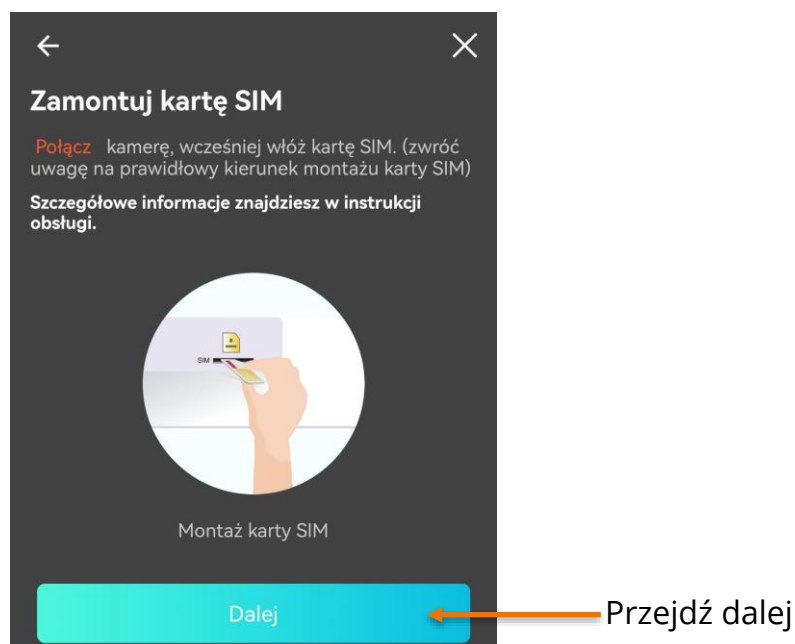 Zamontuj kartę SIM
Połącz kamerę, wcześniej włóż kartę SIM. (zwróć
uwagę na prawidłowy kierunek montażu karty SIM)
Szczegółowe informacje znajdziesz w instrukcji
obsługi.
SIM
Montaż karty SIM
Dalej
Przejdź dalej